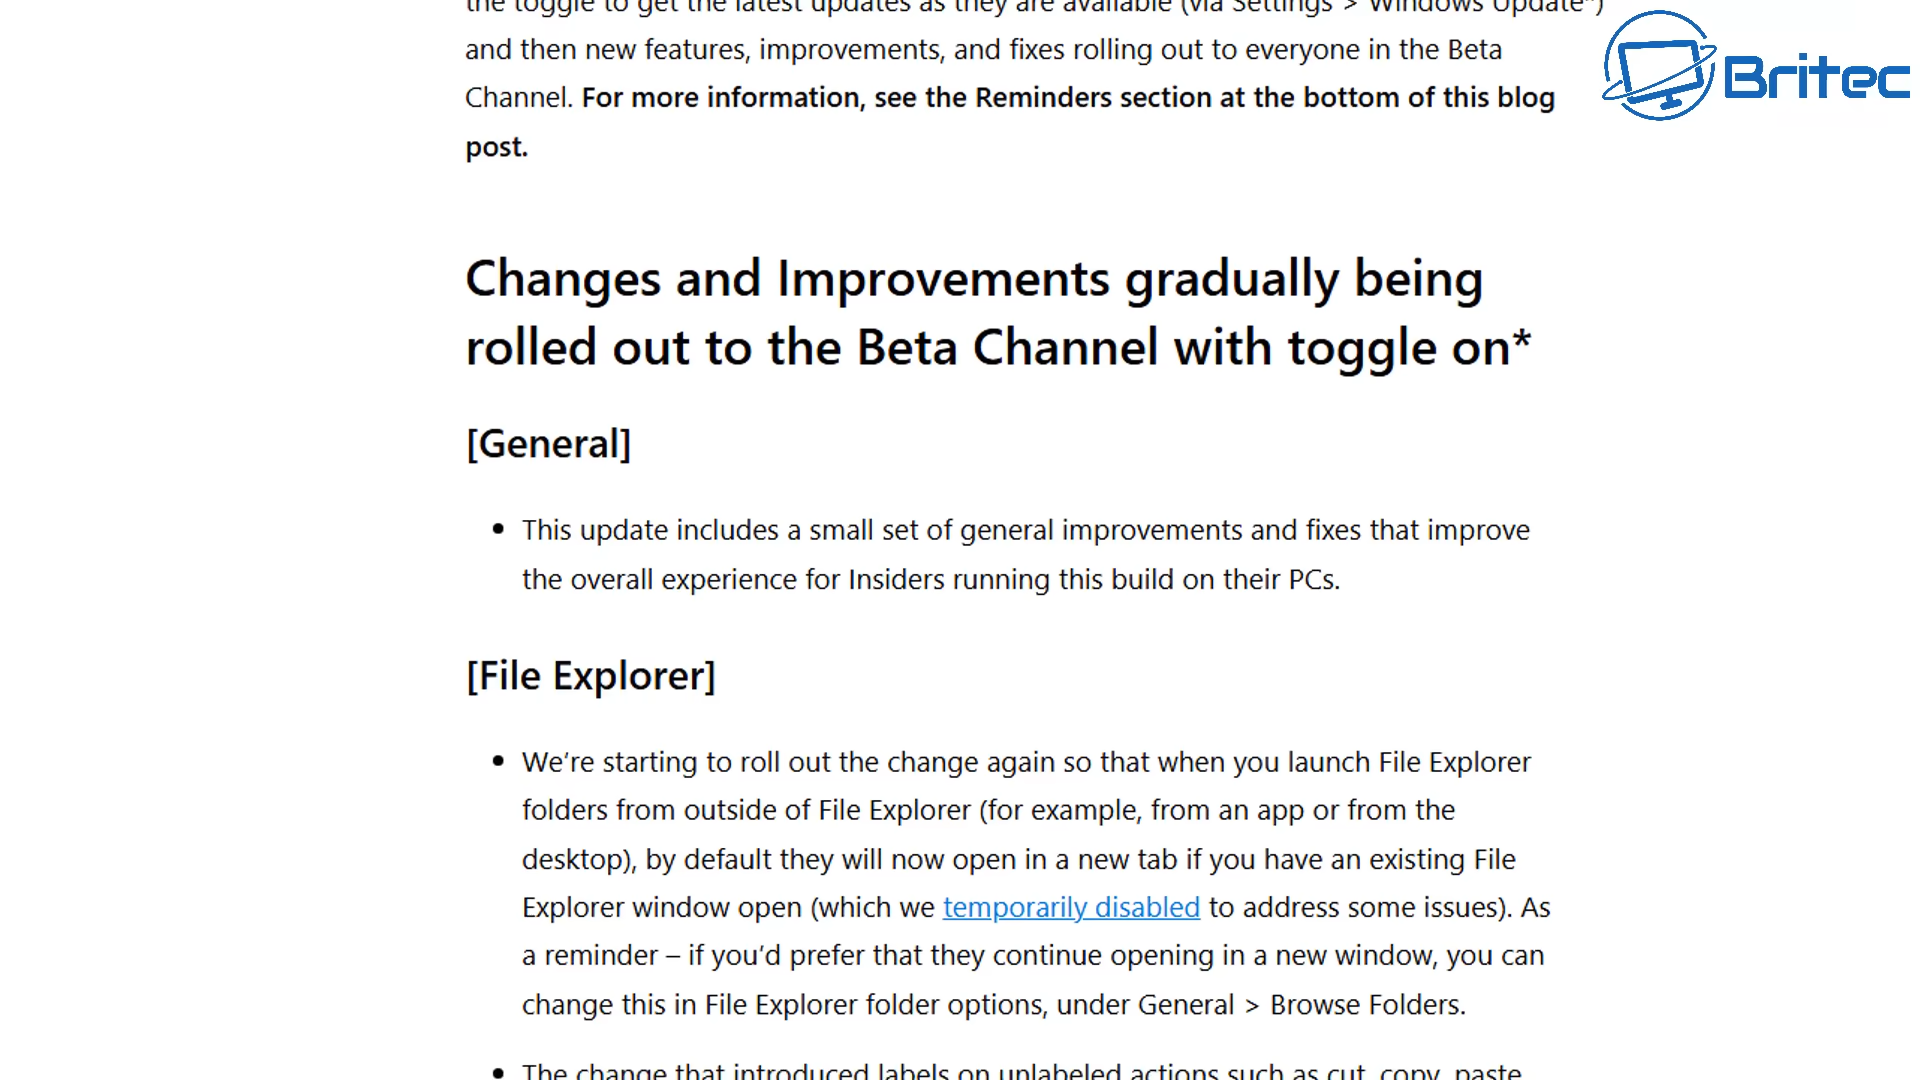 the toggle to get the latest updates as they are available (via Settings > Windows Update*)
and then new features, improvements, and fixes rolling out to everyone in the Beta
Channel. For more information, see the Reminders section at the bottom of this blog
post.
Britec
Changes and Improvements gradually being
rolled out to the Beta Channel with toggle on*
[General]
• This update includes a small set of general improvements and fixes that improve
the overall experience for Insiders running this build on their PCs.
[File Explorer]
• We’re starting to roll out the change again so that when you launch File Explorer
folders from outside of File Explorer (for example, from an app or from the
desktop), by default they will now open in a new tab if you have an existing File
Explorer window open (which we temporarily disabled to address some issues). As
a reminder – if you’d prefer that they continue opening in a new window, you can
change this in File Explorer folder options, under General > Browse Folders.
• The change that introduced labels on unlabeled actions such as cut, copy, paste,